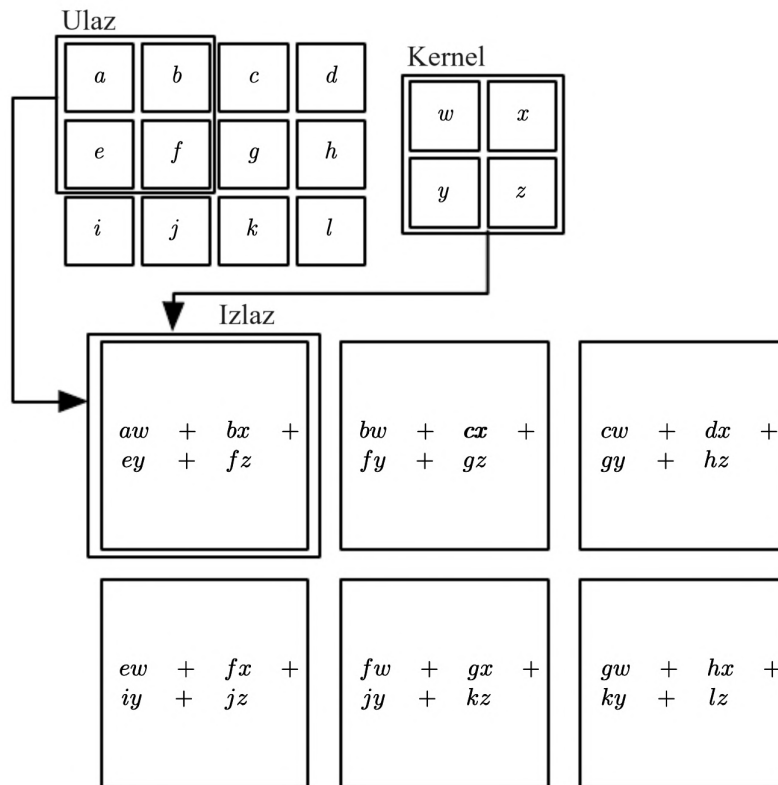 Ulaz
a b c d
e f g h
i j k l
Kernel
w x
y z
Izlaz
aw + bx +
ey + fz
bw + cx +
fy + gz
cw + dx +
gy + hz
ew + fx +
iy + jz
fw + gx +
jy + kz
gw + hx +
ky + lz